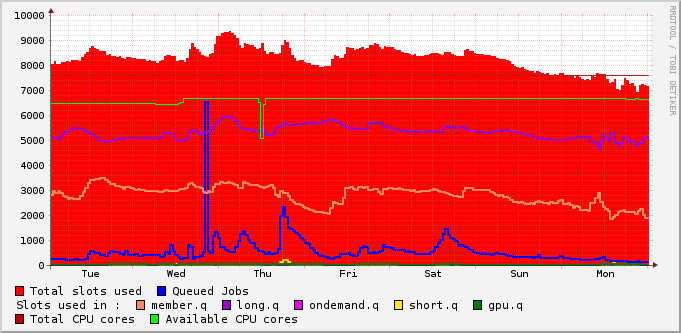 10000
9000
8000
7000
6000
5000
4000
3000
2000
1000
0
Tue Wed Thu Fri Sat Sun Mon
RRDTOOL / TOBI OETIKER
Total slots used Queued Jobs
Slots used in : member.q long.q ondemand.q short.q gpu.q
Total CPU cores Available CPU cores